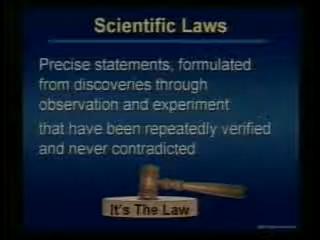 Scientific Laws
Precise statements, formulated
from discoveries through
observation and experiment
that have been repeatedly verified
and never contradicted
It's The Law